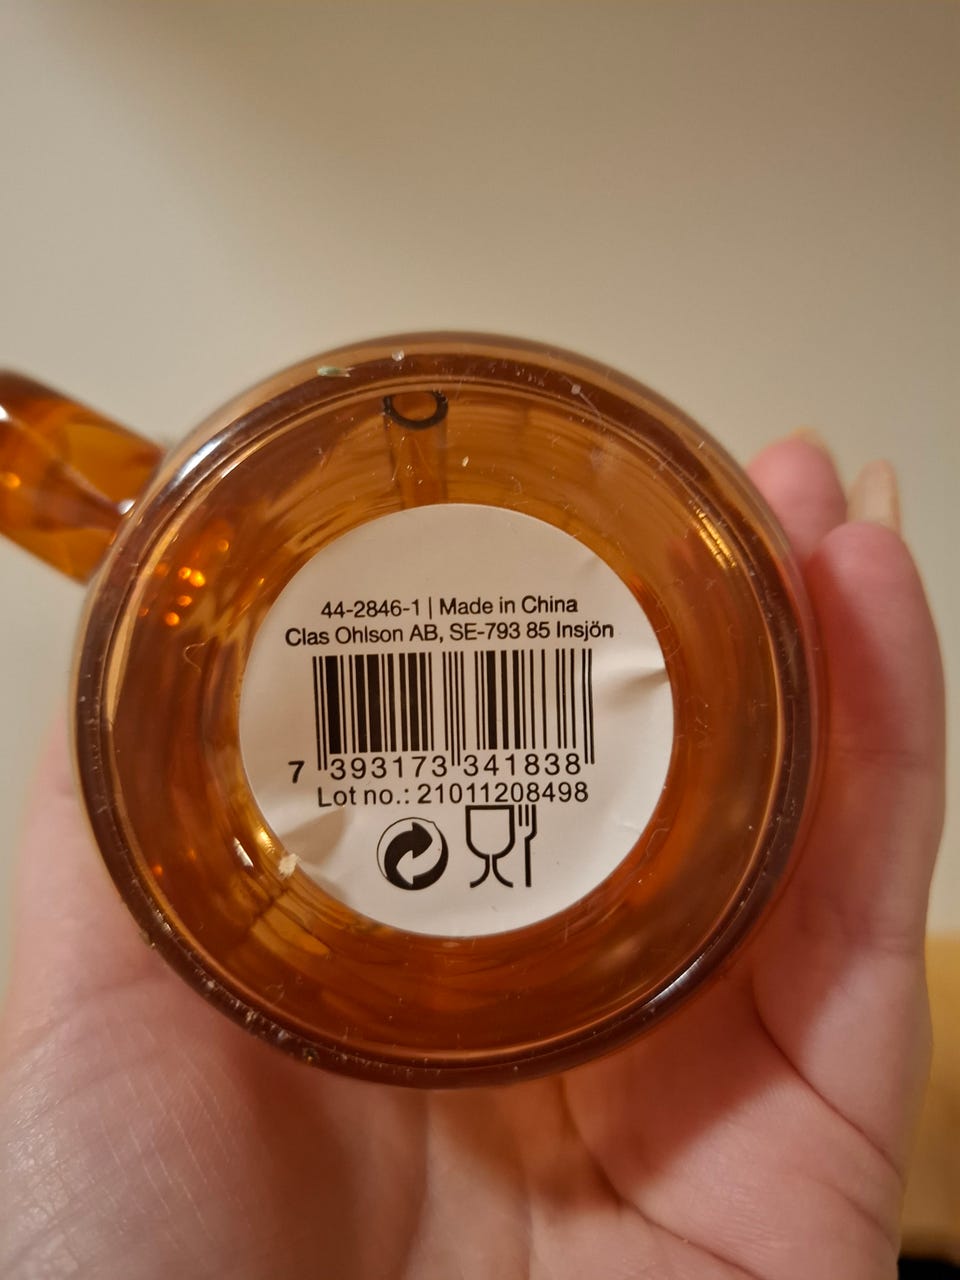 44-2846-1 | Made in China
Clas Ohlson AB, SE-793 85 Insjön
7 393173 341838
Lot no.: 21011208498